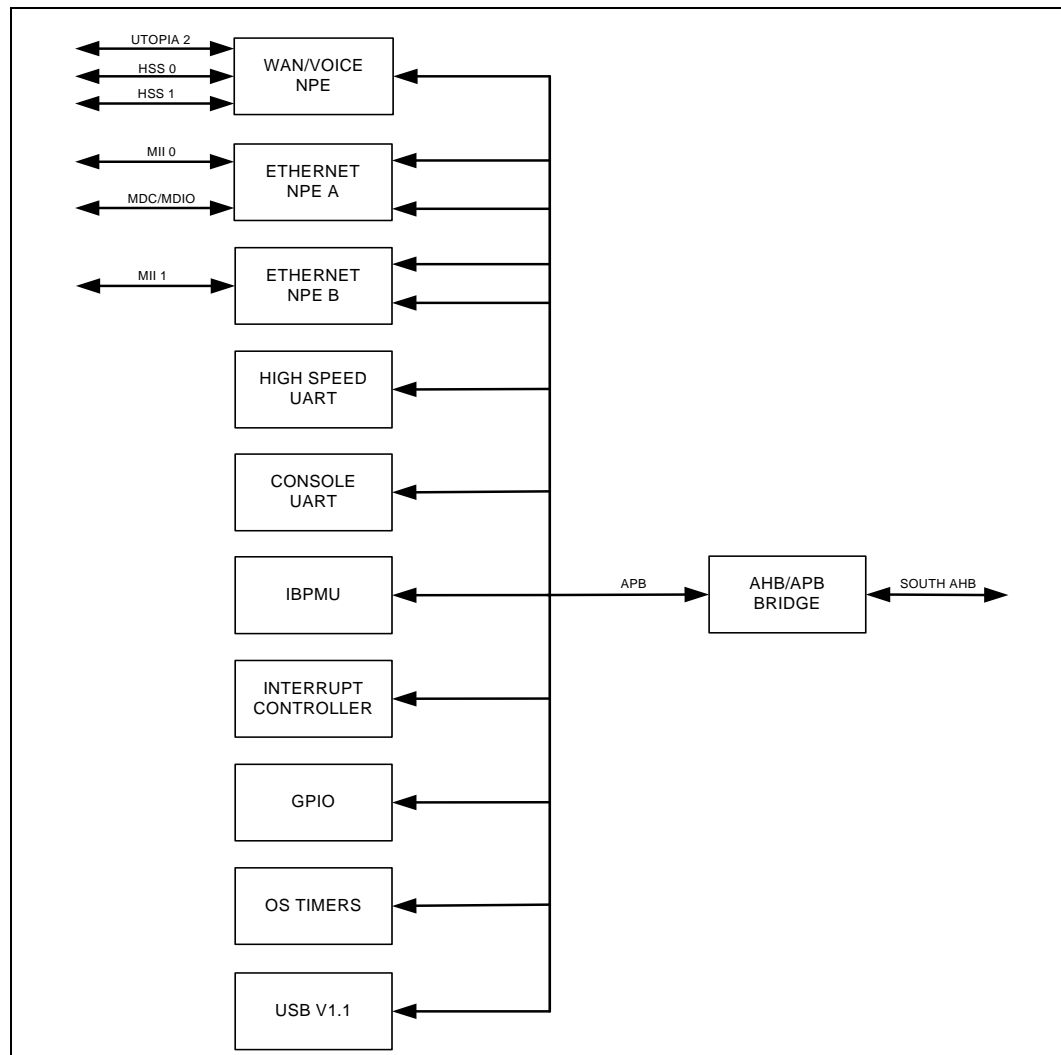 UTOPIA 2
HSS 0
HSS 1
WAN/VOICE
NPE
MII 0
MDC/MDIO
ETHERNET
NPE A
MII 1
ETHERNET
NPE B
HIGH SPEED
UART
CONSOLE
UART
IBPMU
APB
AHB/APB
BRIDGE
SOUTH AHB
INTERRUPT
CONTROLLER
GPIO
OS TIMERS
USB V1.1